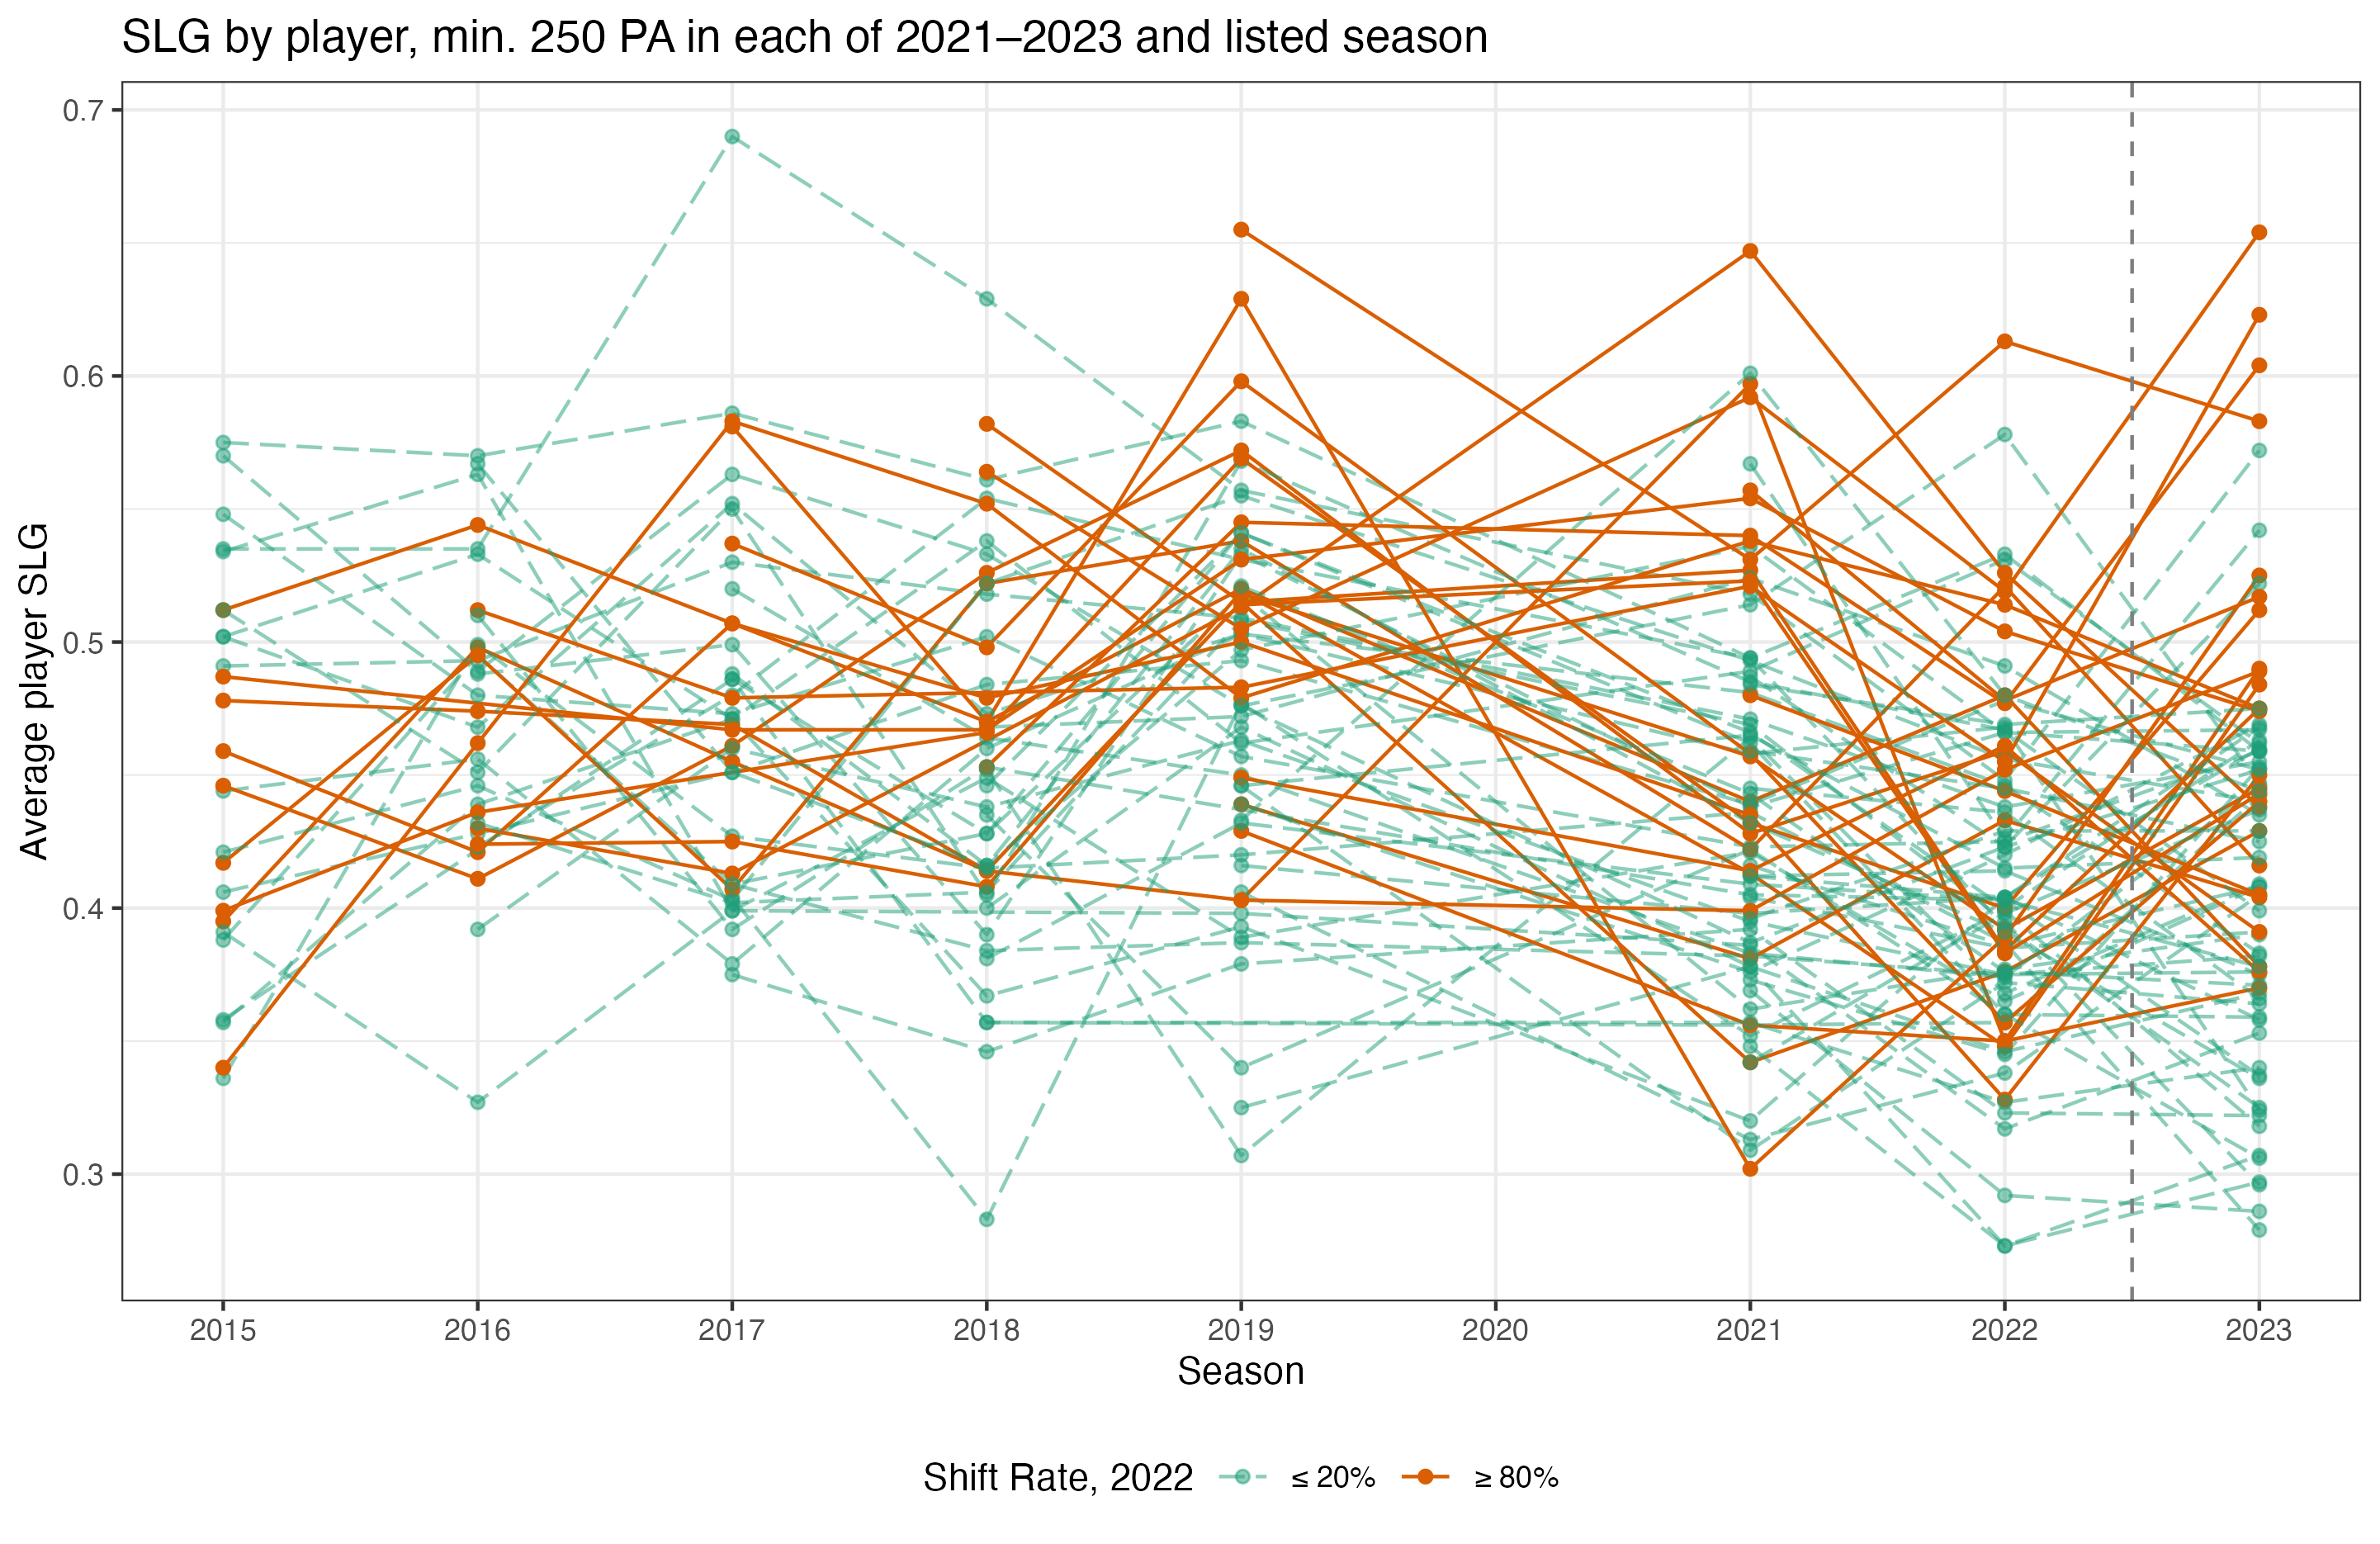 SLG by player, min. 250 PA in each of 2021–2023 and listed season
Average player SLG
0.7
0.6
0.5
0.4
0.3
2015 2016 2017 2018 2019 2020 2021 2022 2023
Season
Shift Rate, 2022 ≤ 20% ≥ 80%